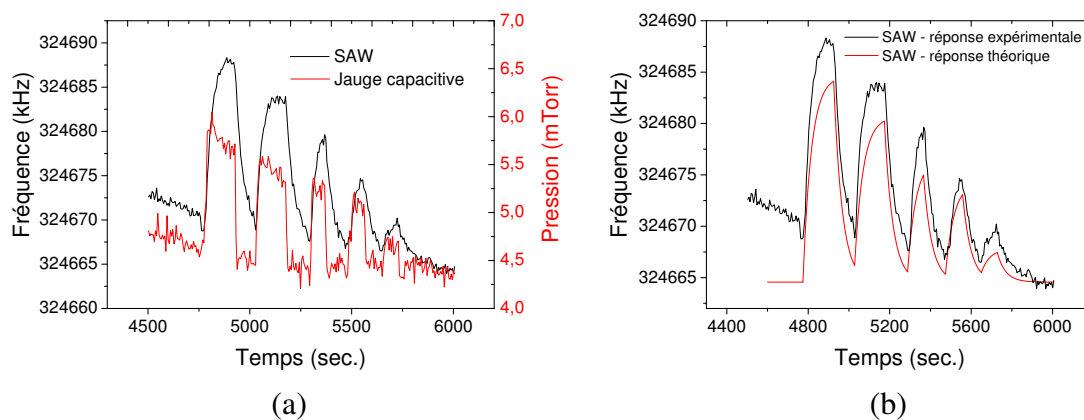 324690
324685
324680
324675
324670
324665
324660
Fréquence (kHz)
SAW
Jauge capacitive
7,0
6,5
6,0
5,5
5,0
4,5
4,0
Pression (mTorr)
4500 5000 5500 6000
Temps (sec.)
(a)
324690
324685
324680
324675
324670
324665
Fréquence (kHz)
SAW - réponse expérimentale
SAW - réponse théorique
4400 4800 5200 5600 6000
Temps (sec.)
(b)